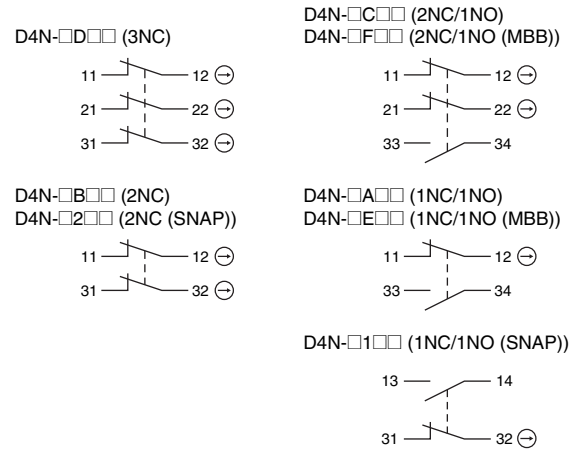 D4N-□D□□ (3NC)
11 12
21 22
31 32
D4N-□C□□ (2NC/1NO)
D4N-□F□□ (2NC/1NO (MBB))
11 12
21 22
33 34
D4N-□B□□ (2NC)
D4N-□2□□ (2NC (SNAP))
11 12
31 32
D4N-□A□□ (1NC/1NO)
D4N-□E□□ (1NC/1NO (MBB))
11 12
33 34
D4N-□1□□ (1NC/1NO (SNAP))
13 14
31 32